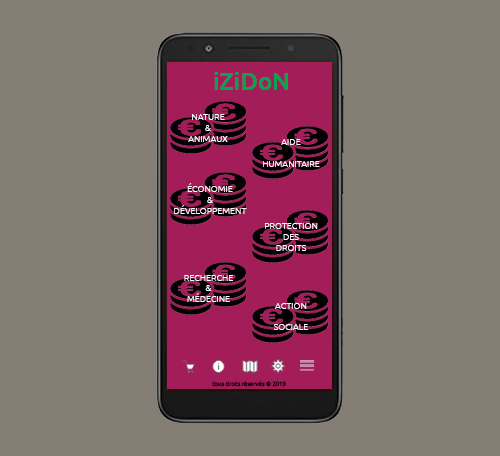 iZiDoN
NATURE
&
ANIMAUX
AIDE
HUMANITAIRE
ÉCONOMIE
&
DÉVELOPPEMENT
PROTECTION
DES
DROITS
RECHERCHE
&
MÉDECINE
ACTION
SOCIALE
tous droits réservés © 2019